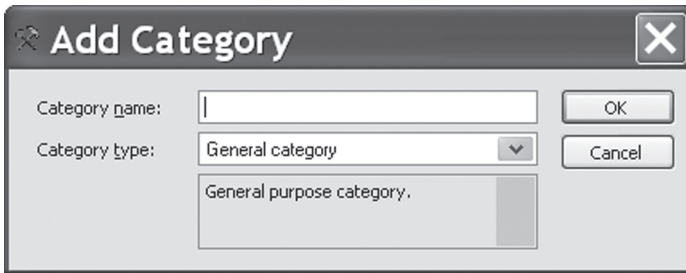 Add Category
Category name:
OK
Category type:
General category
Cancel
General purpose category.